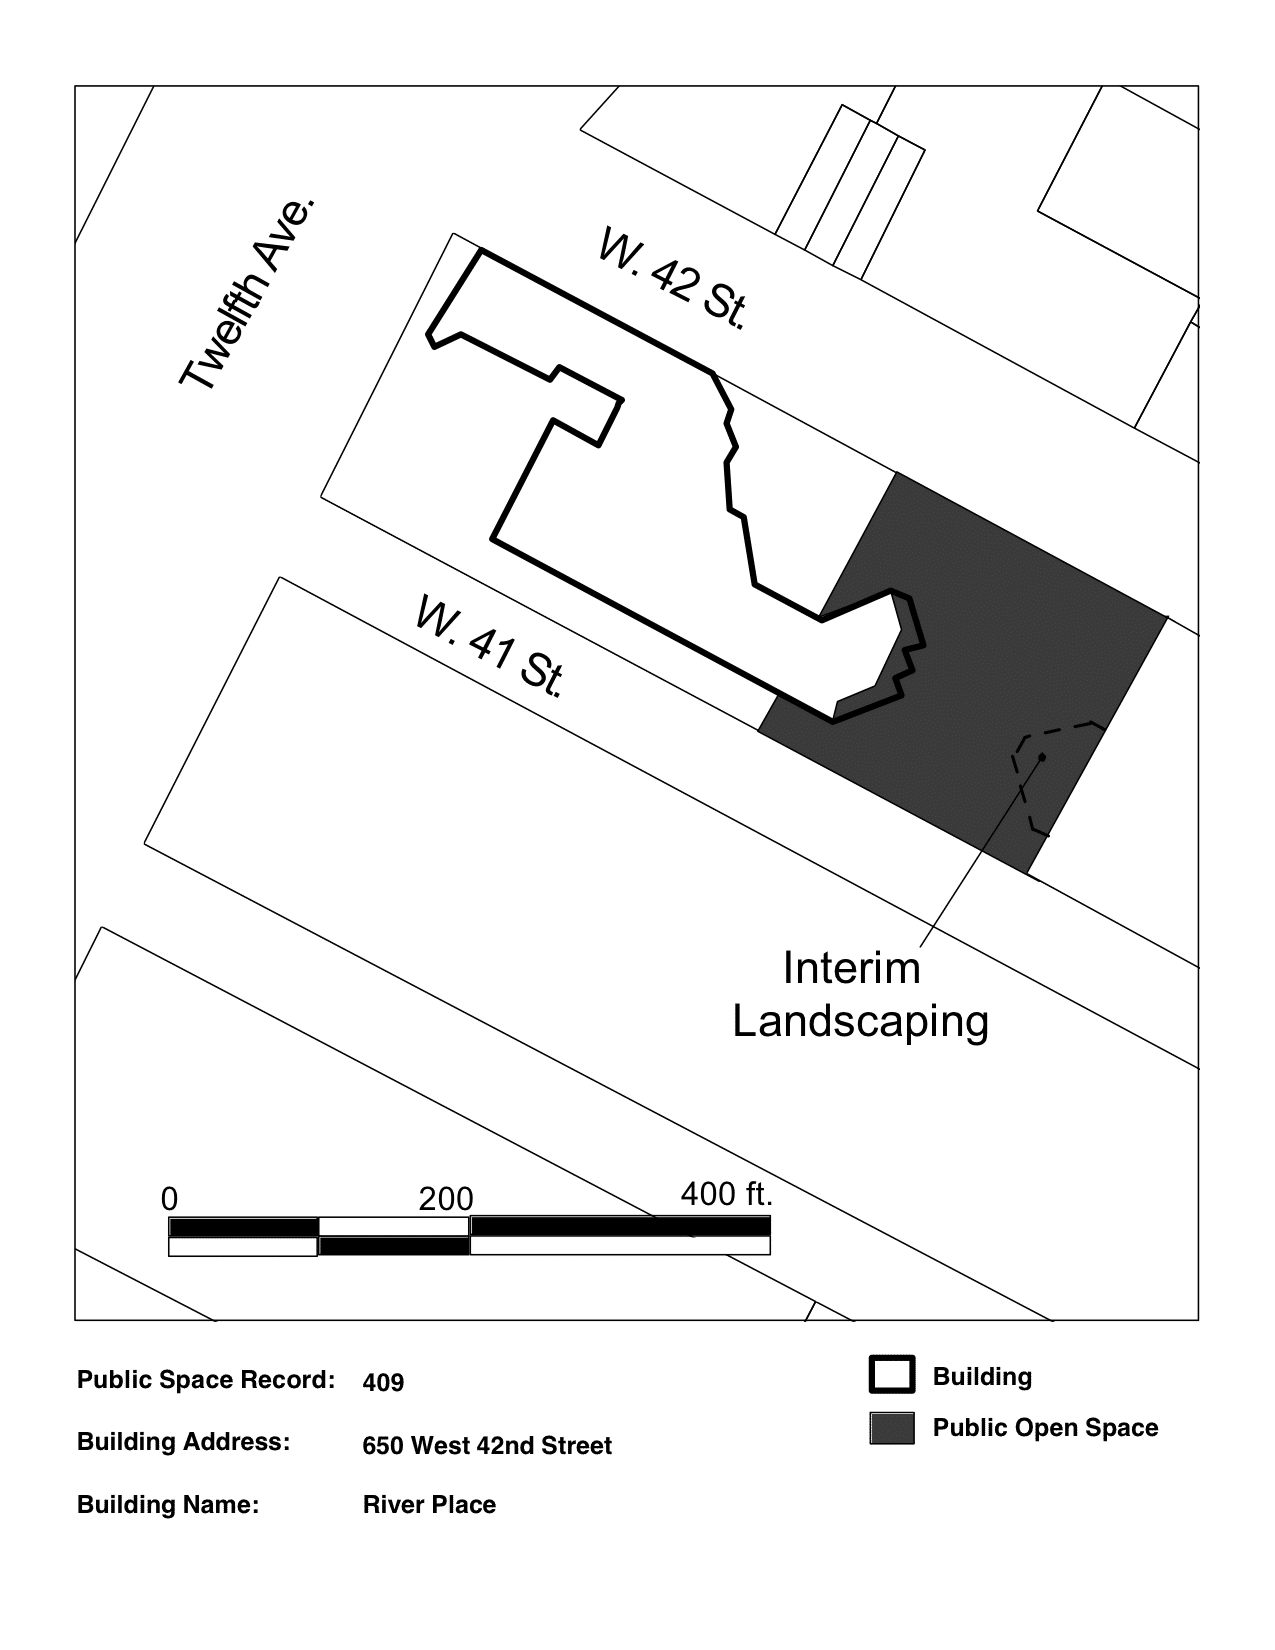 Twelfth Ave.
W. 42 St.
W. 41 St.
Interim
Landscaping
0 200 400 ft.
Public Space Record: 409
Building Address: 650 West 42nd Street
Building Name: River Place
Building
Public Open Space